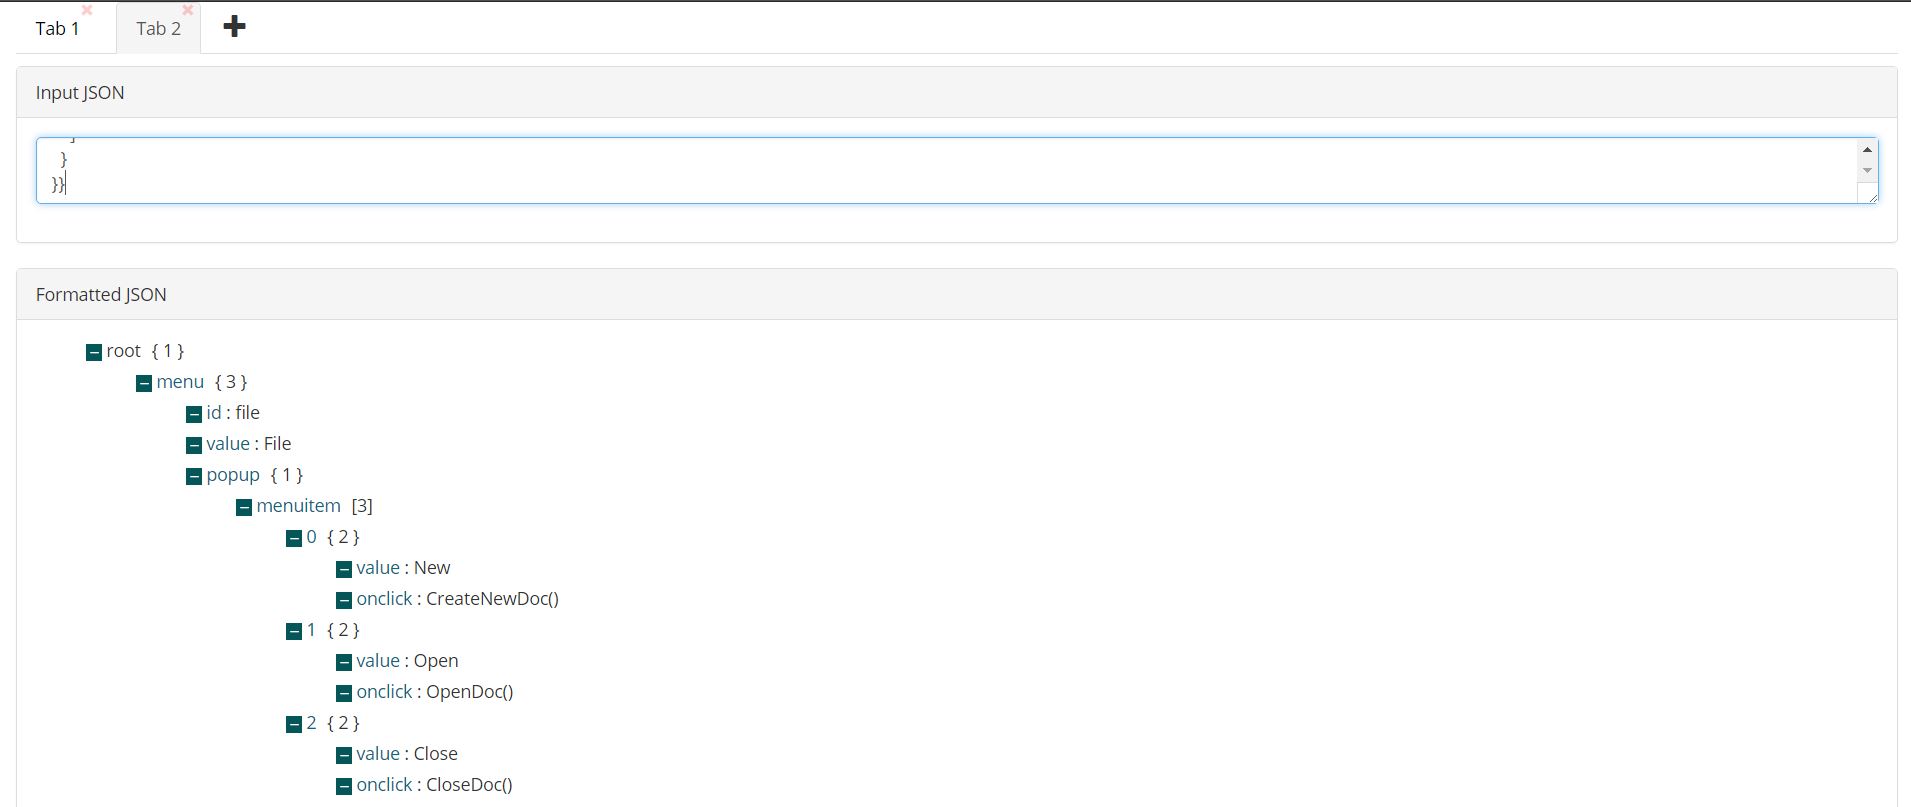 Tab 1 Tab 2
Input JSON
]
}
}}
Formatted JSON
root { 1 }
menu { 3 }
id : file
value : File
popup { 1 }
menuitem [3]
0 { 2 }
value : New
onclick : CreateNewDoc()
1 { 2 }
value : Open
onclick : OpenDoc()
2 { 2 }
value : Close
onclick : CloseDoc()